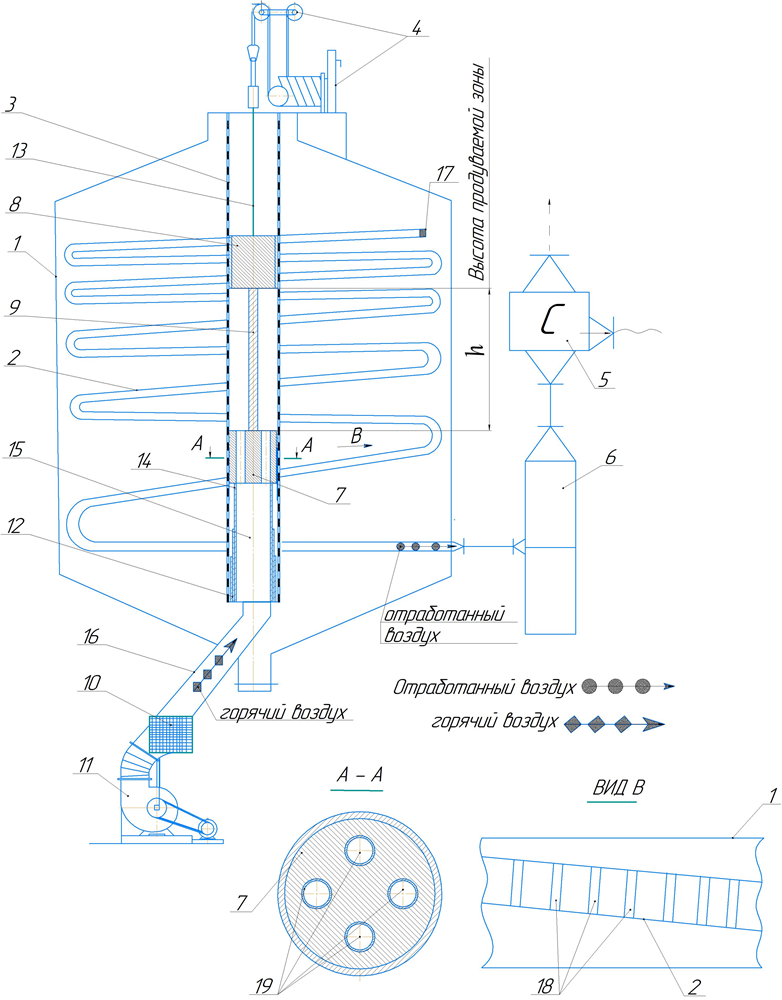 4
3
13
8
1
9
2
15
14
12
16
10
11
17
Высота продуваемой зоны
h
А
А
В
7
С
5
6
отработанный
воздух
горячий воздух
Отработанный воздух
горячий воздух
А – А
7
19
ВИД В
1
18
2